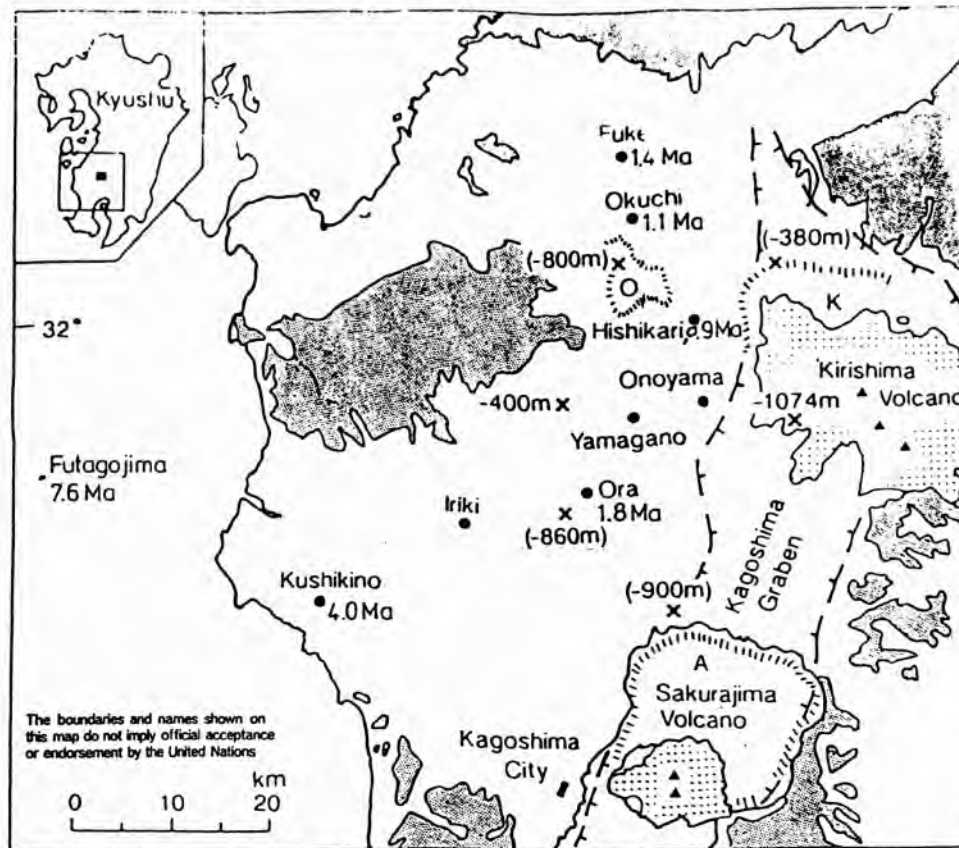 Kyushu
Fuke
1.4 Ma
Okuchi
1.1 Ma
(-380m)
(-800m)
O
K
32°
Hishikari
.9Ma
Kirishima
Volcano
Onoyama
-400m
-1074m
Yamagano
Futagojima
7.6 Ma
Ora
1.8 Ma
Iriki
(-860m)
Kagoshima
Graben
Kushikino
4.0 Ma
(-900m)
A
Sakurajima
Volcano
The boundaries and names shown on
this map do not imply official acceptance
or endorsement by the United Nations
Kagoshima
City
km
0 10 20